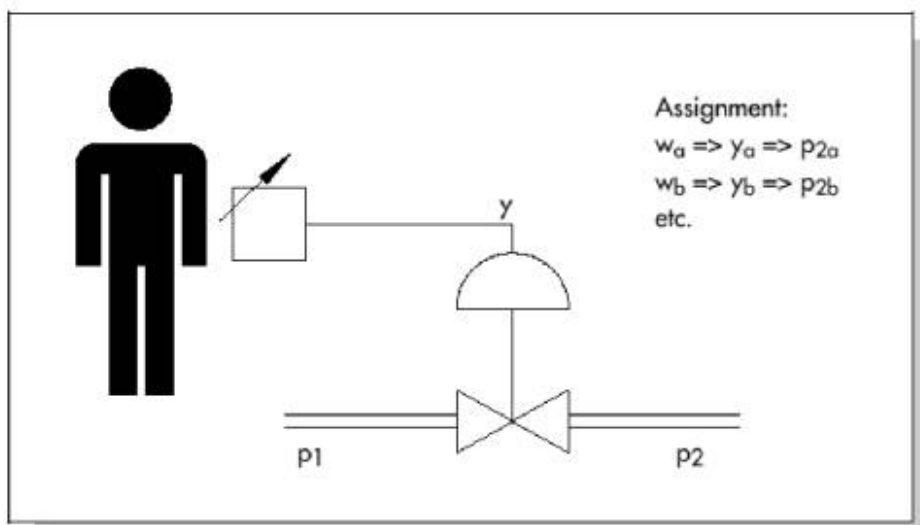 Assignment:
wa => ya => p2a
wb => yb => p2b
etc.
y
p1
p2